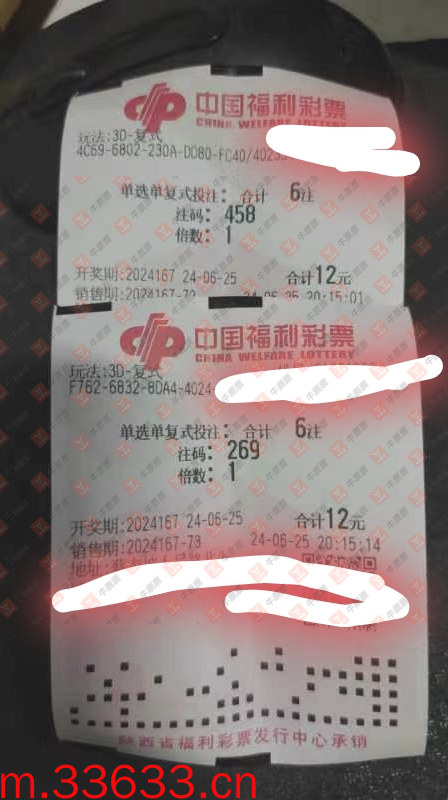 中国福利彩票
CHINA WELFARE LOTTERY
玩法:3D-复式
4C69-6802-230A-DD80-FC40/
单选单复式投注: 合计 6注
注码: 458
倍数: 1
开奖期:2024167 24-06-25 合计12元
销售期:2024167-72 24-06-25 20:15:01
中国福利彩票
CHINA WELFARE LOTTERY
玩法:3D-复式
F762-6832-8DA4-4024
单选单复式投注: 合计 6注
注码: 269
倍数: 1
开奖期:2024167 24-06-25 合计12元
销售期:2024167-73 24-06-25 20:15:14
地址:
陕西省福利彩票发行中心承销
m.33633.cn